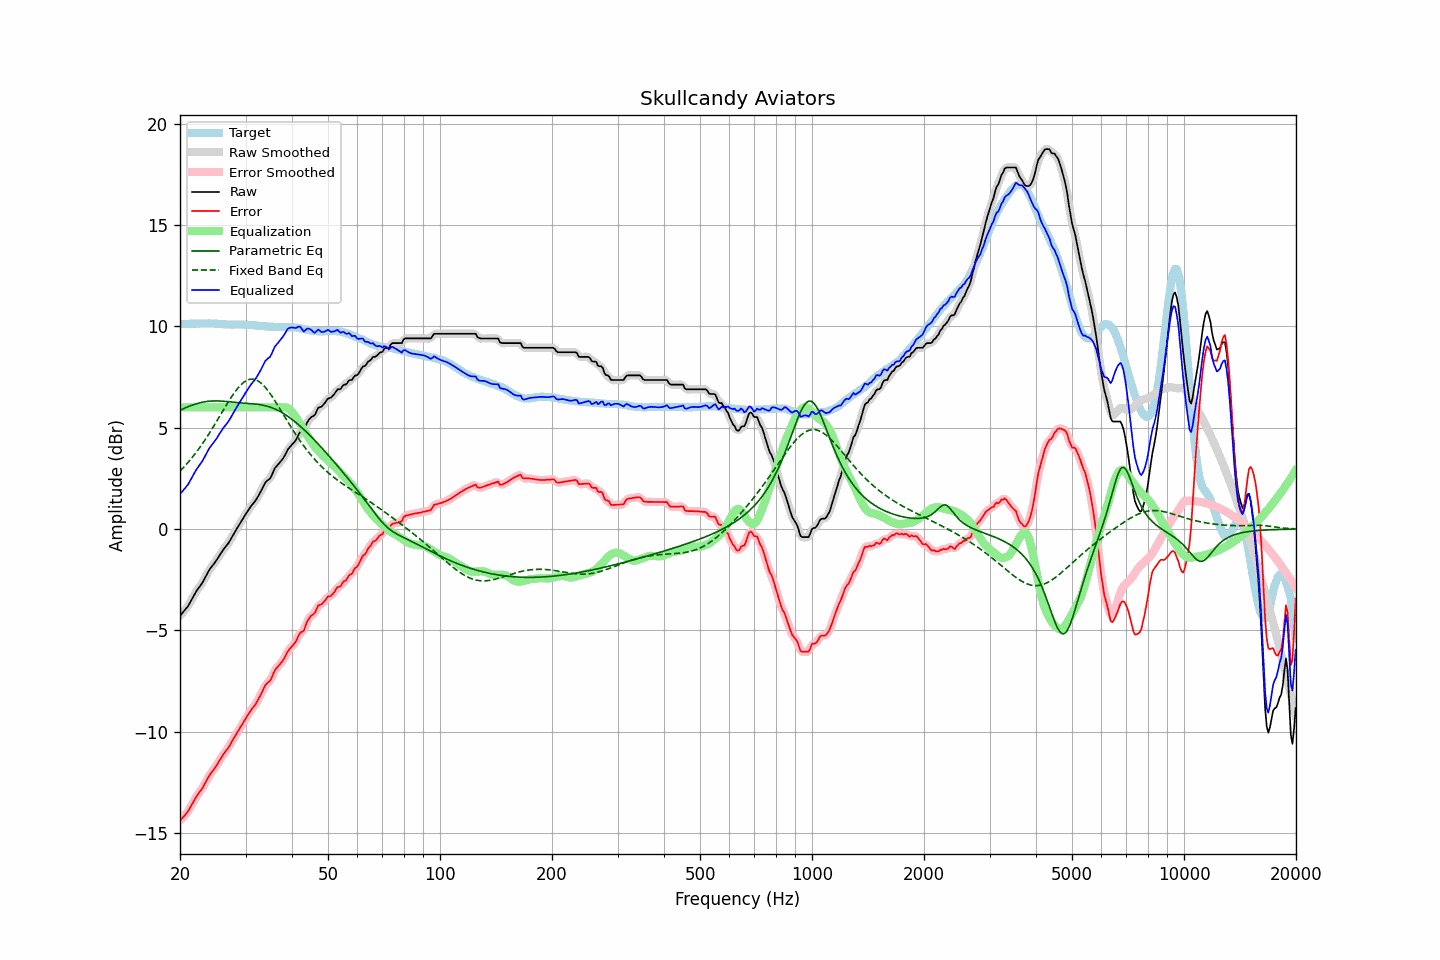 Skullcandy Aviators
20
15
10
5
0
−5
−10
−15
Amplitude (dBr)
Target
Raw Smoothed
Error Smoothed
Raw
Error
Equalization
Parametric Eq
Fixed Band Eq
Equalized
20 50 100 200 500 1000 2000 5000 10000 20000
Frequency (Hz)